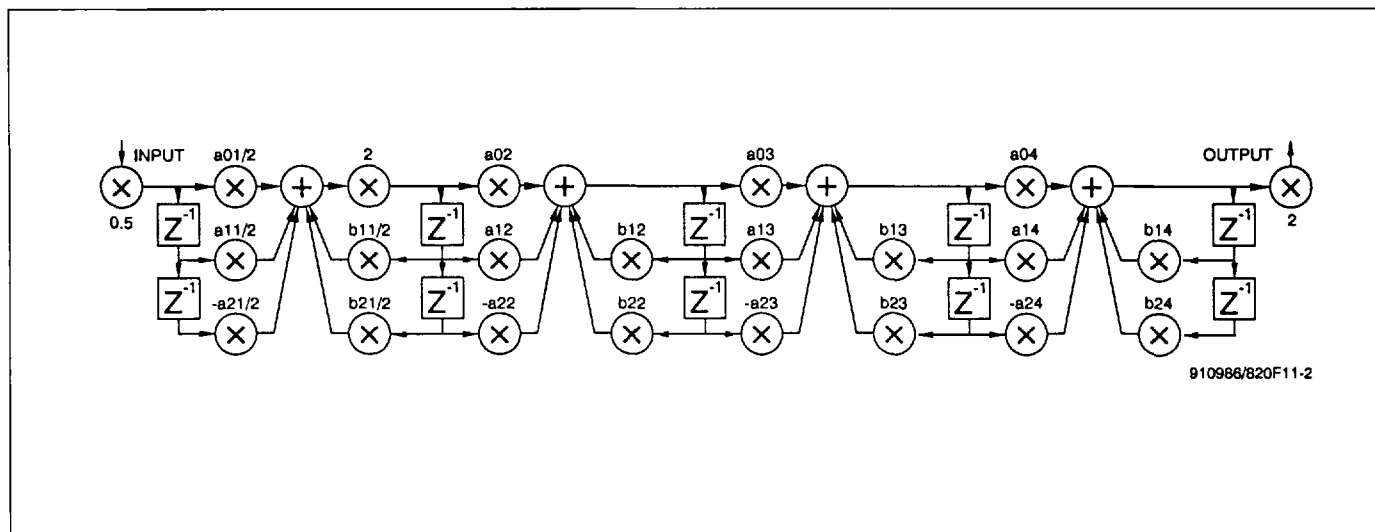 INPUT a01/2 2 a02 a03 a04 OUTPUT
× × + × × + × + × + ×
0.5 Z⁻¹ Z⁻¹ Z⁻¹ Z⁻¹ Z⁻¹ 2
a11/2 b11/2 a12 b12 a13 b13 a14 b14
× × × × × × × ×
Z⁻¹ Z⁻¹ Z⁻¹ Z⁻¹ Z⁻¹
-a21/2 b21/2 -a22 b22 -a23 b23 -a24 b24
× × × × × × × ×
910986/820F11-2